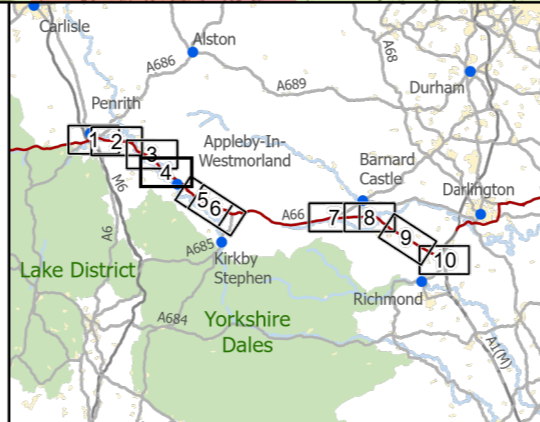 Carlisle
Alston
A686
A689
A68
Durham
Penrith
1
2
3
4
5
6
Appleby-In-
Westmorland
M6
A6
Barnard
Castle
Darlington
A66
7
8
9
10
Lake District
A685
Kirkby
Stephen
Richmond
A684
Yorkshire
Dales
A1(M)